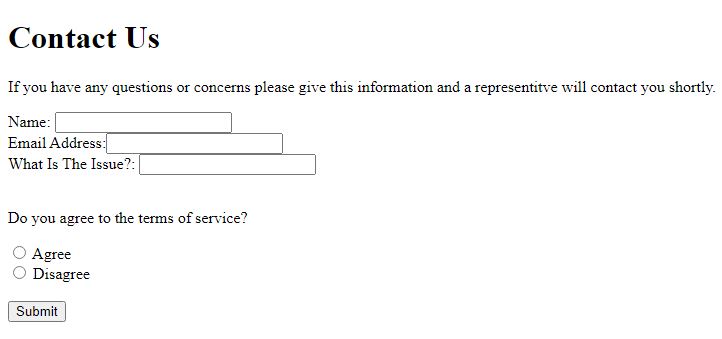 Contact Us
If you have any questions or concerns please give this information and a representitve will contact you shortly.
Name:
Email Address:
What Is The Issue?:
Do you agree to the terms of service?
Agree
Disagree
Submit